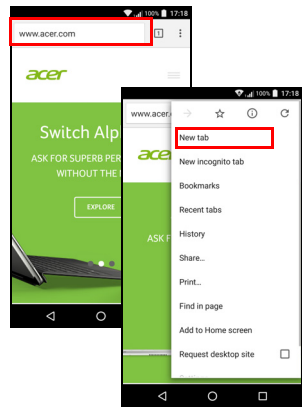 100% 17:18
www.acer.com
1
acer
Switch Alp
ASK FOR SUPERB PER
WITHOUT THE
EXPLORE
100% 17:18
www.acer.
ace
ASK F
New tab
New incognito tab
Bookmarks
Recent tabs
History
Share...
Print...
Find in page
Add to Home screen
Request desktop site